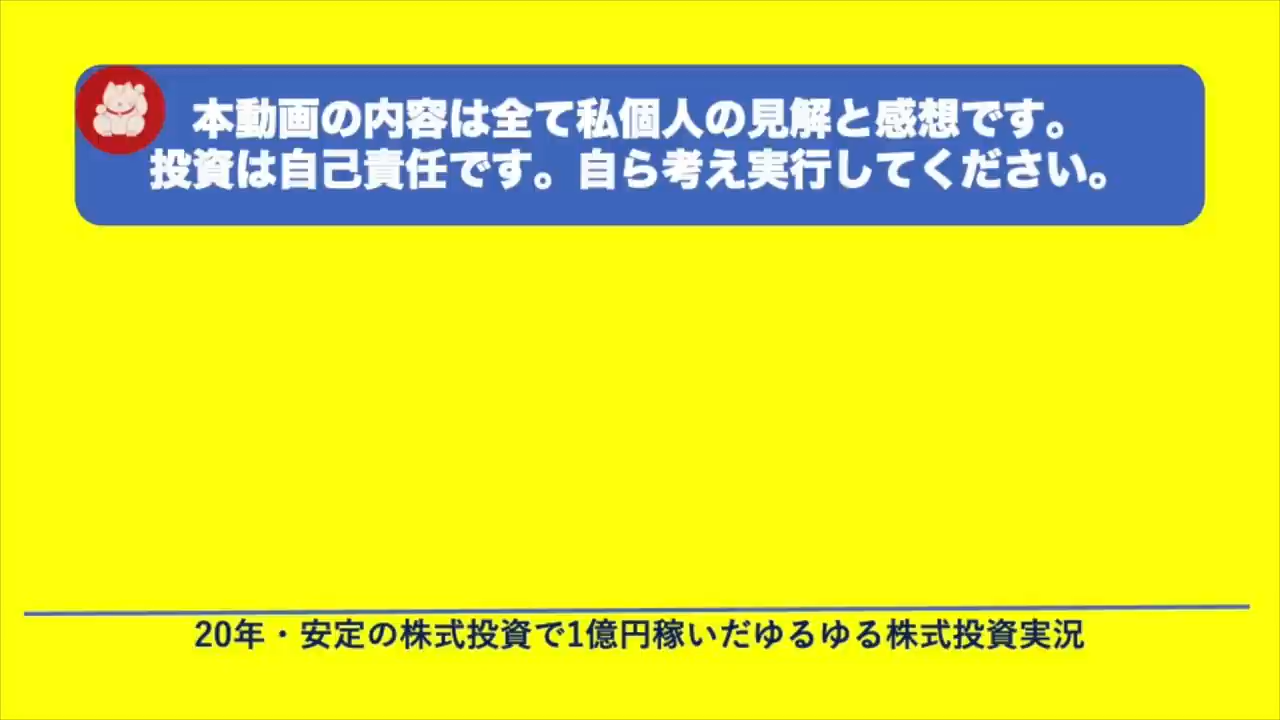 本動画の内容は全て私個人の見解と感想です。
投資は自己責任です。自ら考え実行してください。
20年・安定の株式投資で1億円稼いだゆるゆる株式投資実況